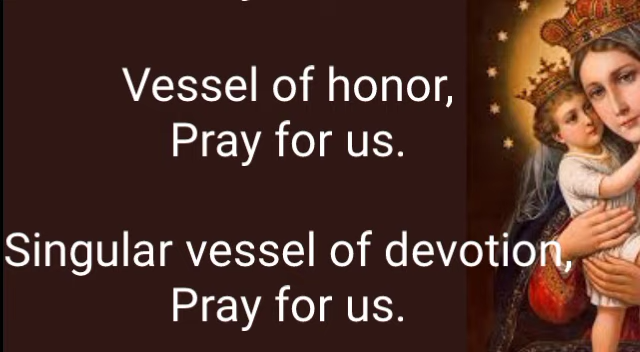 Vessel of honor,
Pray for us.
Singular vessel of devotion,
Pray for us.